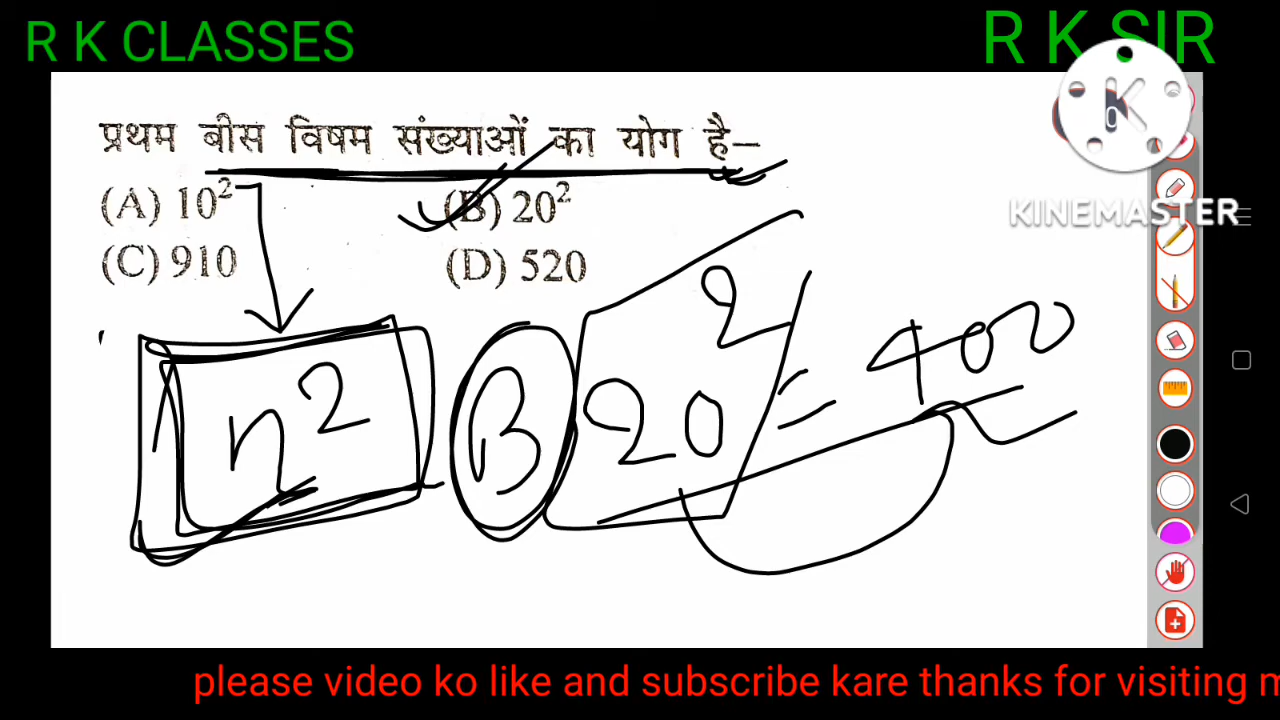 R K CLASSES
R K SIR
KINEMASTER
प्रथम बीस विषम संख्याओं का योग है–
(A) 10² (B) 20²
(C) 910 (D) 520
n² B 20² = 400
please video ko like and subscribe kare thanks for visiting m